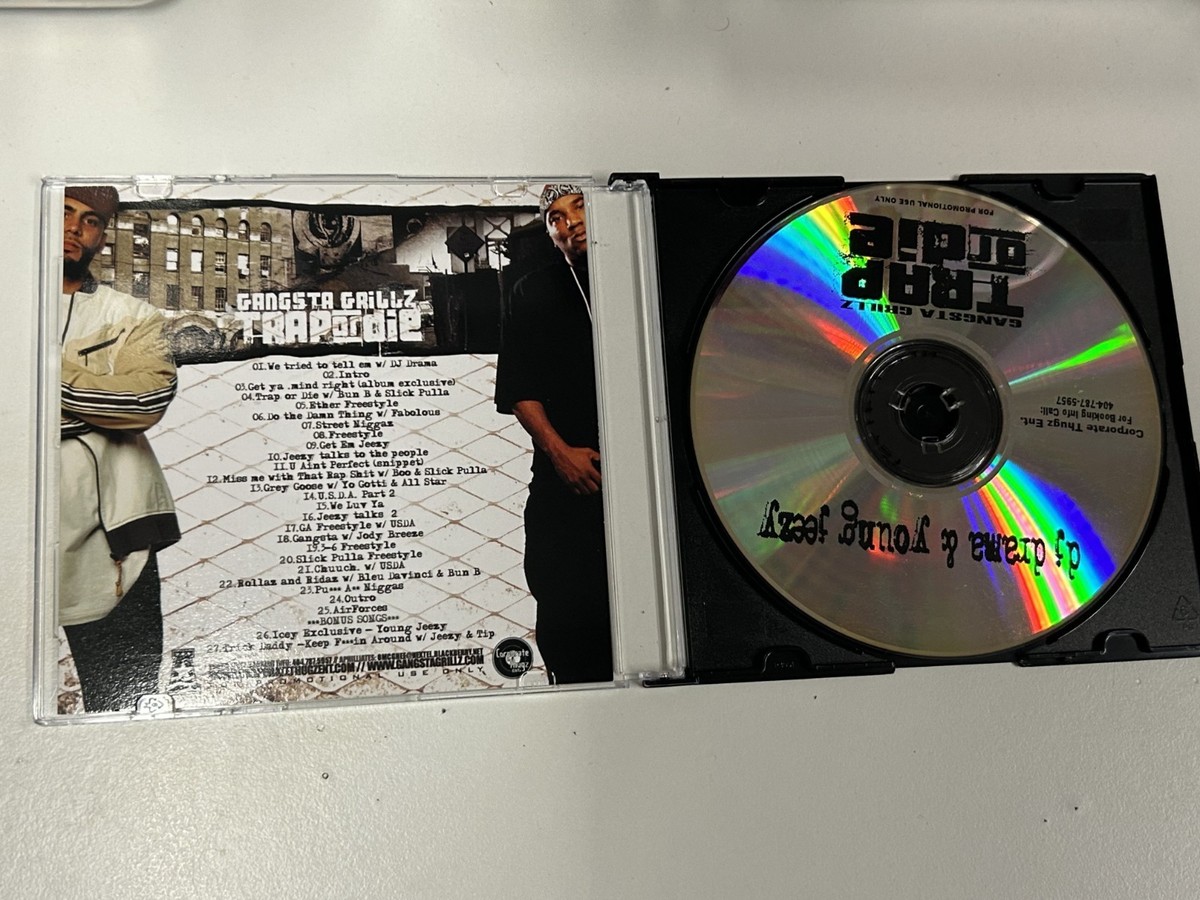 GANGSTA GRILLZ
TRAP or DIE
01.We tried to tell em w/ DJ Drama
02.Intro
03.Get ya .mind right(album exclusive)
04.Trap or Die w/ Bun B & Slick Pulla
05.Ether Freestyle
06.Do the Damn Thing w/ Fabolous
07.Street Niggaz
08.Freestyle
09.Get Em Jeezy
10.Jeezy talks to the people
11.U Aint Perfect(snippet)
12.Miss me with That Rap Shit w/ Boo & Slick Pulla
13.Grey Goose w/ Yo Gotti & All Star
14.U.S.D.A. Part 2
15.We Luv Ya
16.Jeezy talks 2
17.GA Freestyle w/ USDA
18.Gangsta w/ Jody Breeze
19.3-6 Freestyle
20.Slick Pulla Freestyle
21.Chuuch. w/ USDA
22.Rollaz and Ridaz w/ Bleu Davinci & Bun B
23.Pu*** A** Niggas
24.Outro
25.AirForces
***BONUS SONGS***
26.Icey Exclusive - Young Jeezy
27.Trick Daddy -Keep F***in Around w/ Jeezy & Tip
// WWW.GANGSTAGRILLZ.COM
PROMOTIONAL USE ONLY
Corporate
Thugz
FOR PROMOTIONAL USE ONLY
GANGSTA GRILLZ
TRAP
or die
Corporate Thugz Ent.
For Booking Info Call:
404-787-5957
dj drama & young jeezy